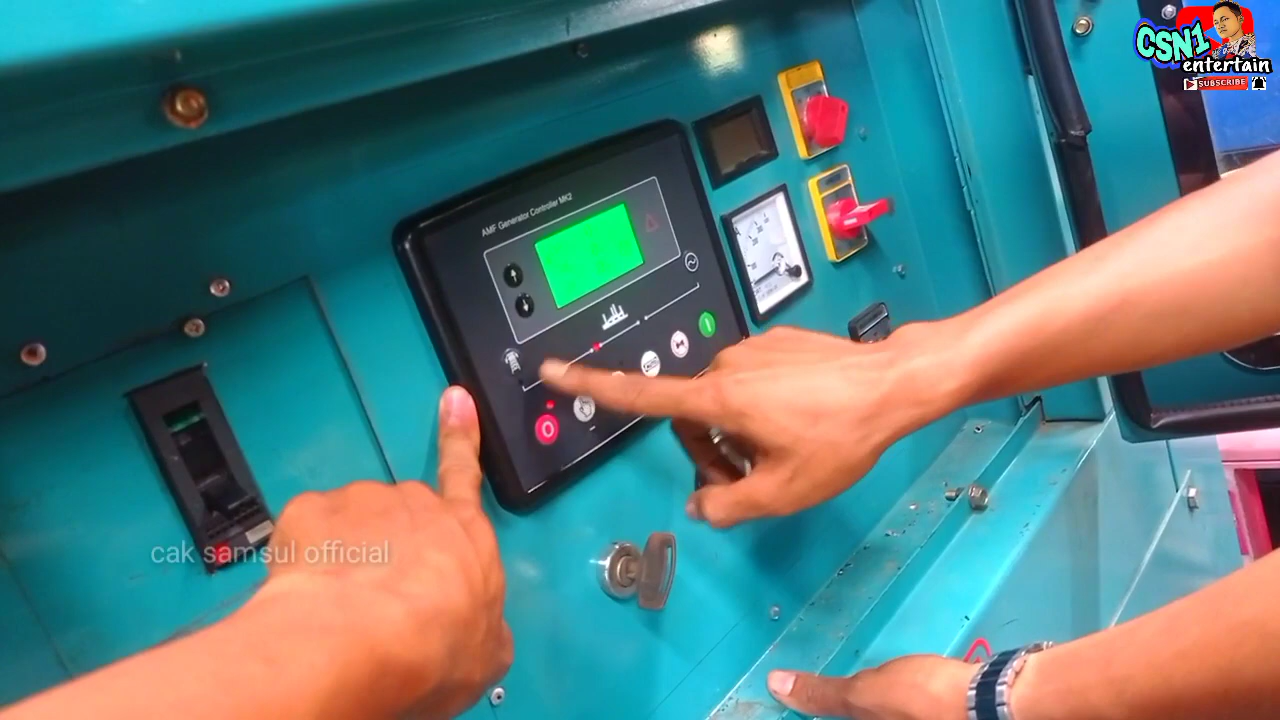 CSN1
entertain
SUBSCRIBE
AMF Generator Controller MK2
cak samsul official